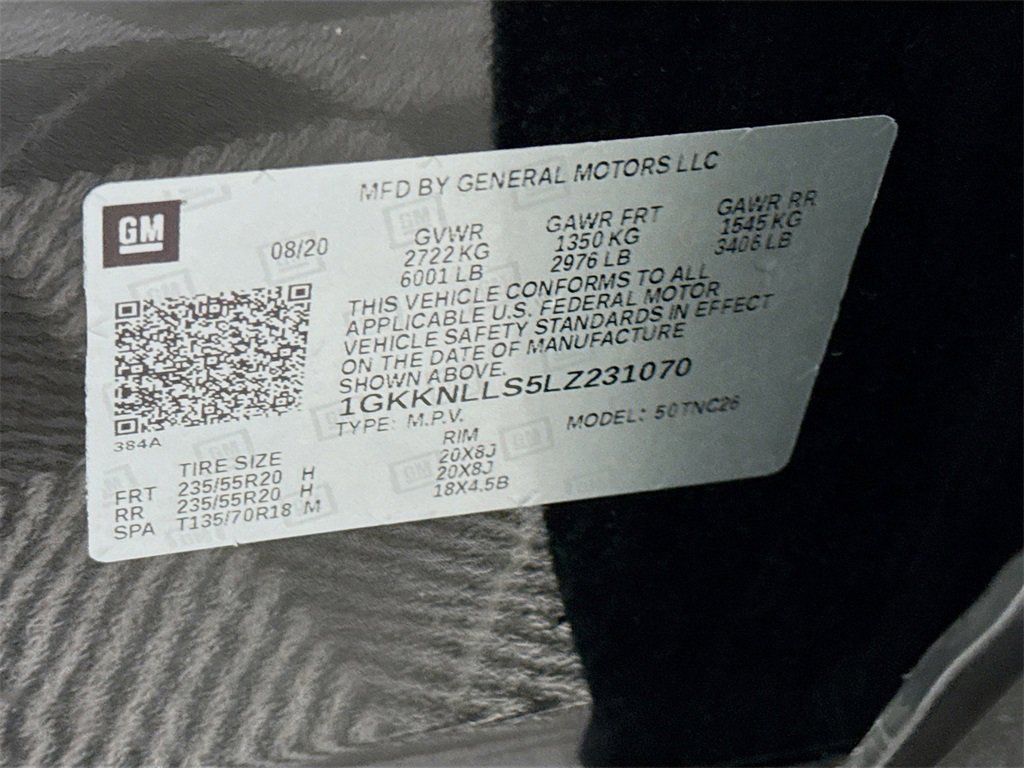 GM
MFD BY GENERAL MOTORS LLC
08/20
GVWR
2722 KG
6001 LB
GAWR FRT
1350 KG
2976 LB
GAWR RR
1545 KG
3406 LB
THIS VEHICLE CONFORMS TO ALL
APPLICABLE U.S. FEDERAL MOTOR
VEHICLE SAFETY STANDARDS IN EFFECT
ON THE DATE OF MANUFACTURE
SHOWN ABOVE.
1GKKNLLS5LZ231070
TYPE: M.P.V. MODEL: 50TNC26
384A
TIRE SIZE RIM
FRT 235/55R20 H 20X8J
RR 235/55R20 H 20X8J
SPA T135/70R18 M 18X4.5B